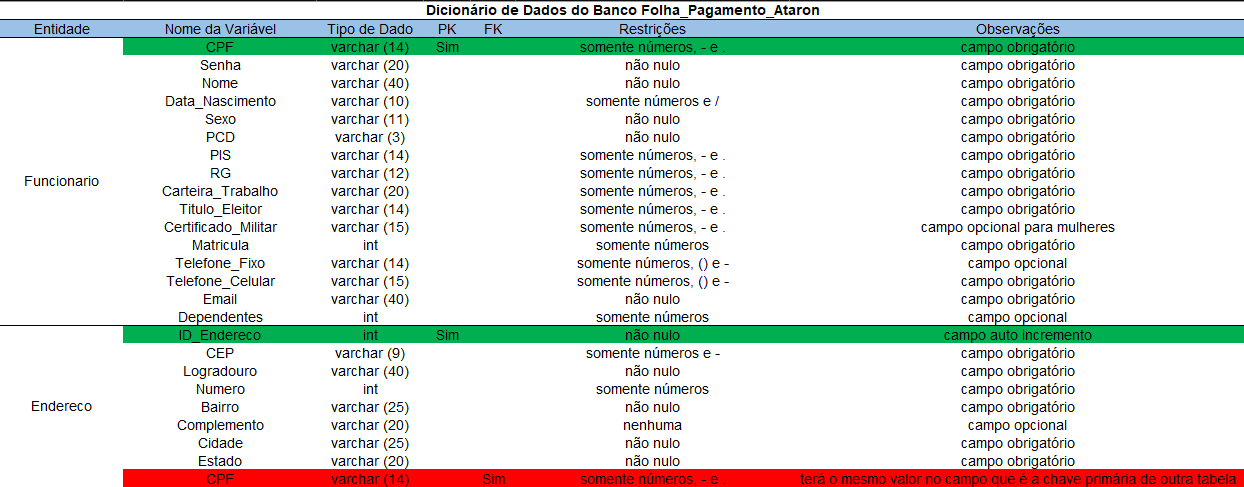 Dicionário de Dados do Banco Folha_Pagamento_Ataron
Entidade Nome da Variável Tipo de Dado PK FK Restrições Observações
CPF varchar (14) Sim somente números, - e . campo obrigatório
Senha varchar (20) não nulo campo obrigatório
Nome varchar (40) não nulo campo obrigatório
Data_Nascimento varchar (10) somente números e / campo obrigatório
Sexo varchar (11) não nulo campo obrigatório
PCD varchar (3) não nulo campo obrigatório
PIS varchar (14) somente números, - e . campo obrigatório
RG varchar (12) somente números, - e . campo obrigatório
Funcionario
Carteira_Trabalho varchar (20) somente números, - e . campo obrigatório
Titulo_Eleitor varchar (14) somente números, - e . campo obrigatório
Certificado_Militar varchar (15) somente números, - e . campo opcional para mulheres
Matricula int somente números campo obrigatório
Telefone_Fixo varchar (14) somente números, () e - campo opcional
Telefone_Celular varchar (15) somente números, () e - campo obrigatório
Email varchar (40) não nulo campo obrigatório
Dependentes int somente números campo opcional
ID_Endereco int Sim não nulo campo auto incremento
CEP varchar (9) somente números e - campo obrigatório
Logradouro varchar (40) não nulo campo obrigatório
Numero int somente números campo obrigatório
Endereco Bairro varchar (25) não nulo campo obrigatório
Complemento varchar (20) nenhuma campo opcional
Cidade varchar (25) não nulo campo obrigatório
Estado varchar (20) não nulo campo obrigatório
CPF varchar (14) Sim somente números, - e . terá o mesmo valor no campo que é a chave primária de outra tabela